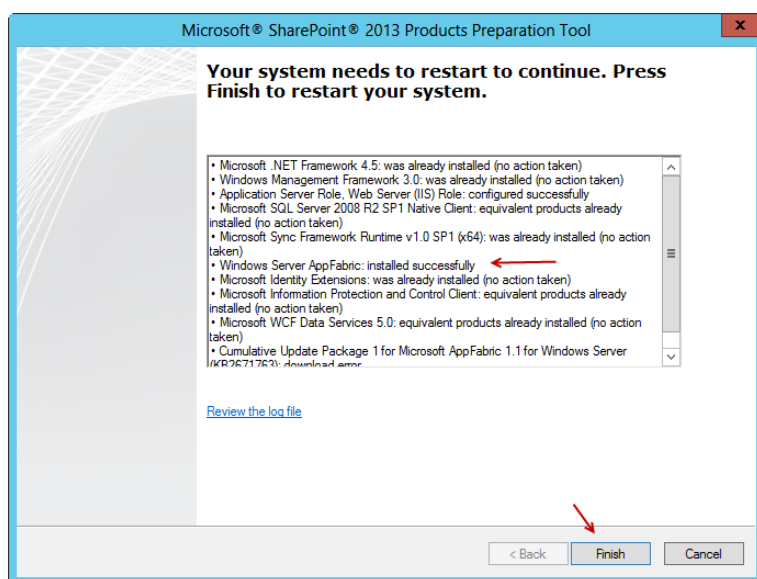 Microsoft® SharePoint® 2013 Products Preparation Tool
x
Your system needs to restart to continue. Press
Finish to restart your system.
• Microsoft .NET Framework 4.5: was already installed (no action taken)
• Windows Management Framework 3.0: was already installed (no action taken)
• Application Server Role, Web Server (IIS) Role: configured successfully
• Microsoft SQL Server 2008 R2 SP1 Native Client: equivalent products already
installed (no action taken)
• Microsoft Sync Framework Runtime v1.0 SP1 (x64): was already installed (no action
taken)
• Windows Server AppFabric: installed successfully
• Microsoft Identity Extensions: was already installed (no action taken)
• Microsoft Information Protection and Control Client: equivalent products already
installed (no action taken)
• Microsoft WCF Data Services 5.0: equivalent products already installed (no action
taken)
• Cumulative Update Package 1 for Microsoft AppFabric 1.1 for Windows Server
(KB2671763): download error
Review the log file
< Back Finish Cancel